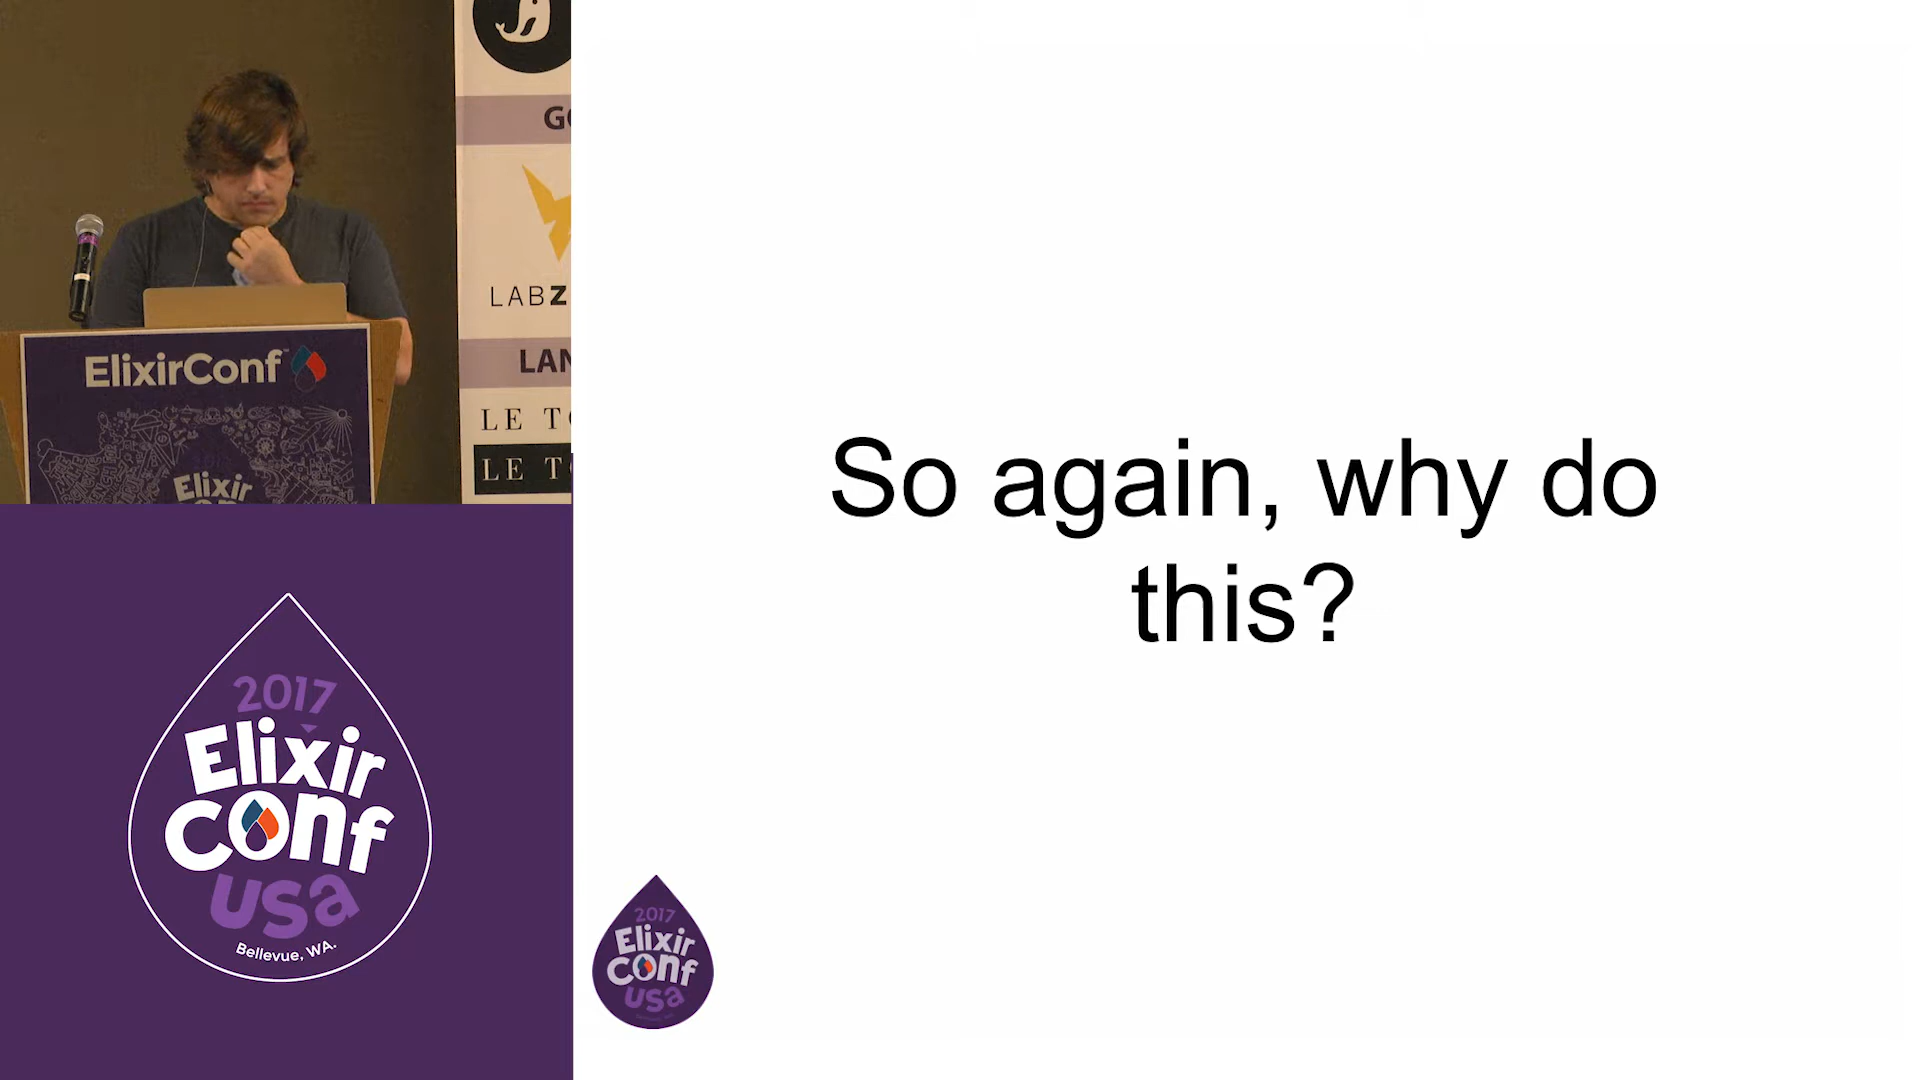 GO
LABZ
LAN
LE TO
LE T
ElixirConf
Elixir
2017
Elixir
Conf
USA
Bellevue, WA.
So again, why do
this?
2017
Elixir
Conf
USA